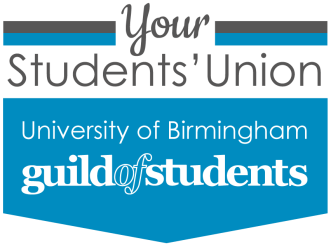 Your
Students' Union
University of Birmingham
guildofstudents